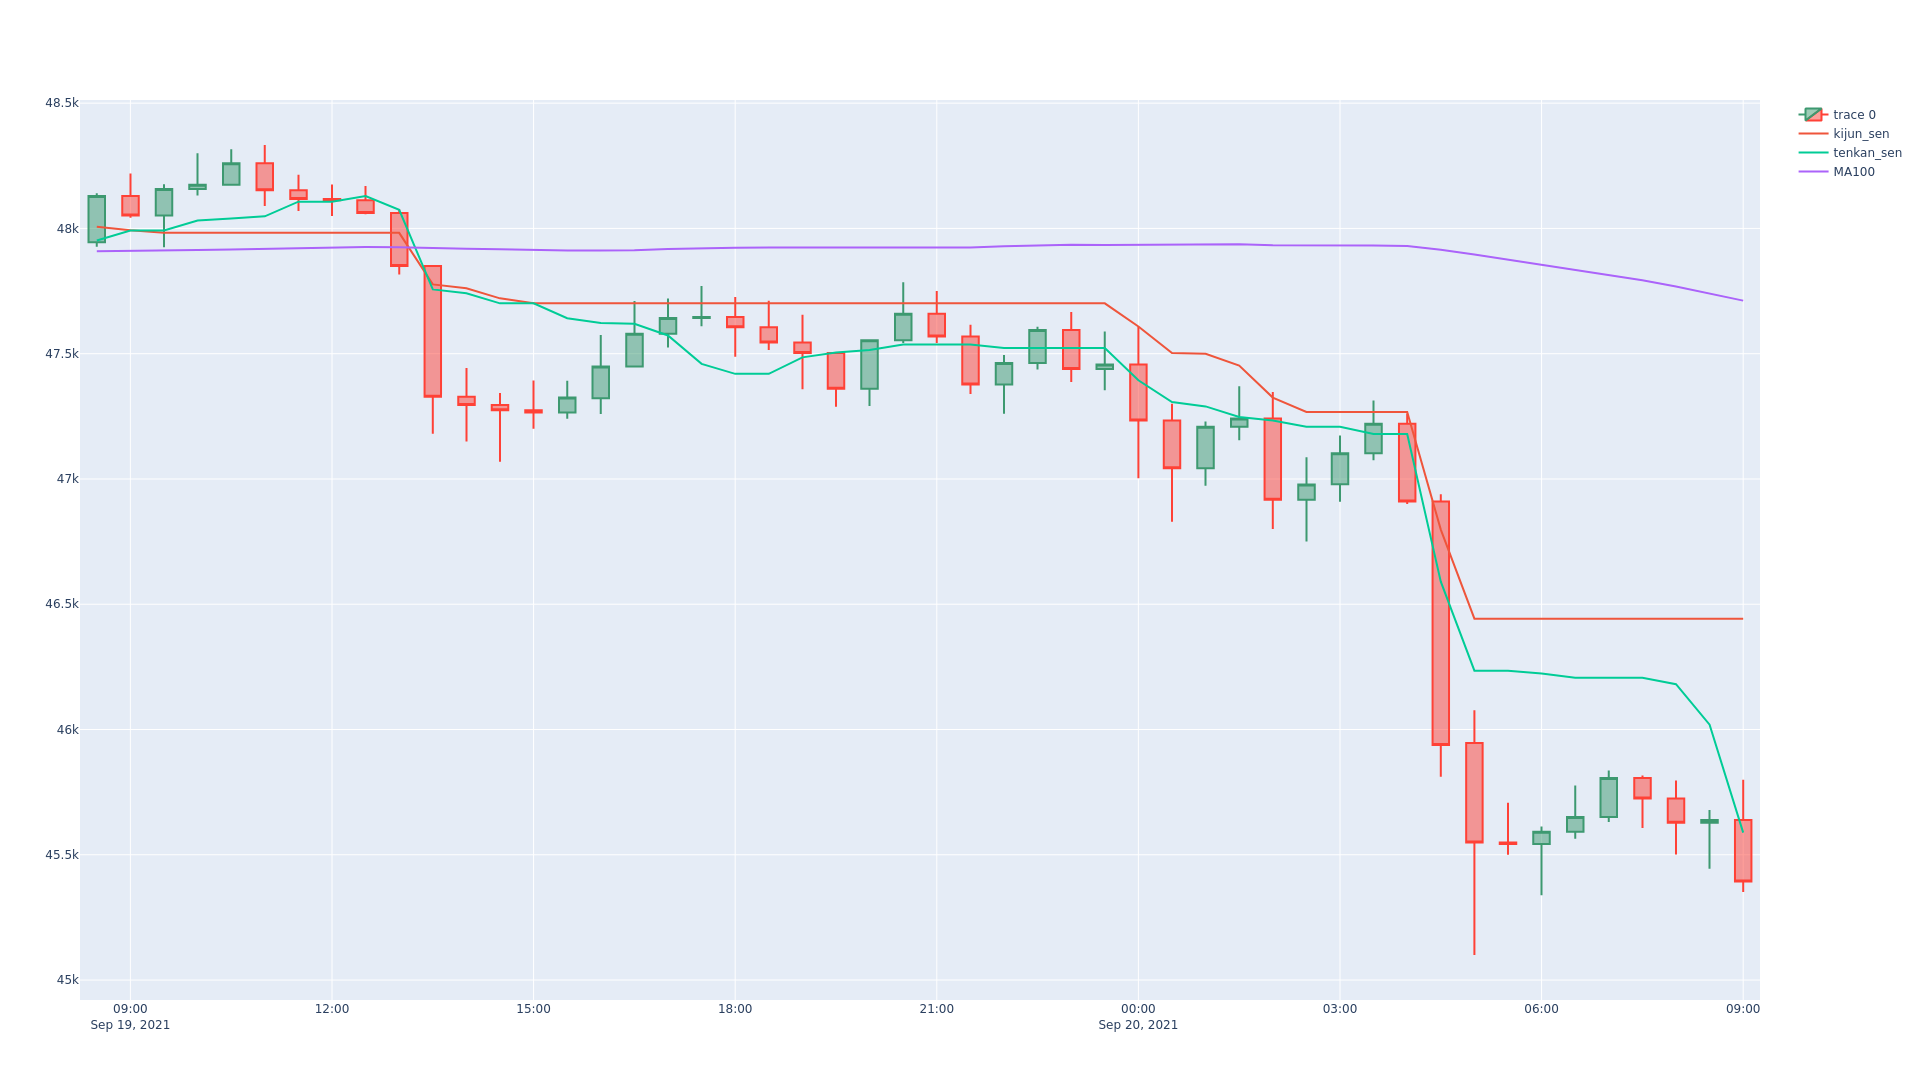 48.5k
48k
47.5k
47k
46.5k
46k
45.5k
45k
09:00 12:00 15:00 18:00 21:00 00:00 03:00 06:00 09:00
Sep 19, 2021 Sep 20, 2021
trace 0
kijun_sen
tenkan_sen
MA100